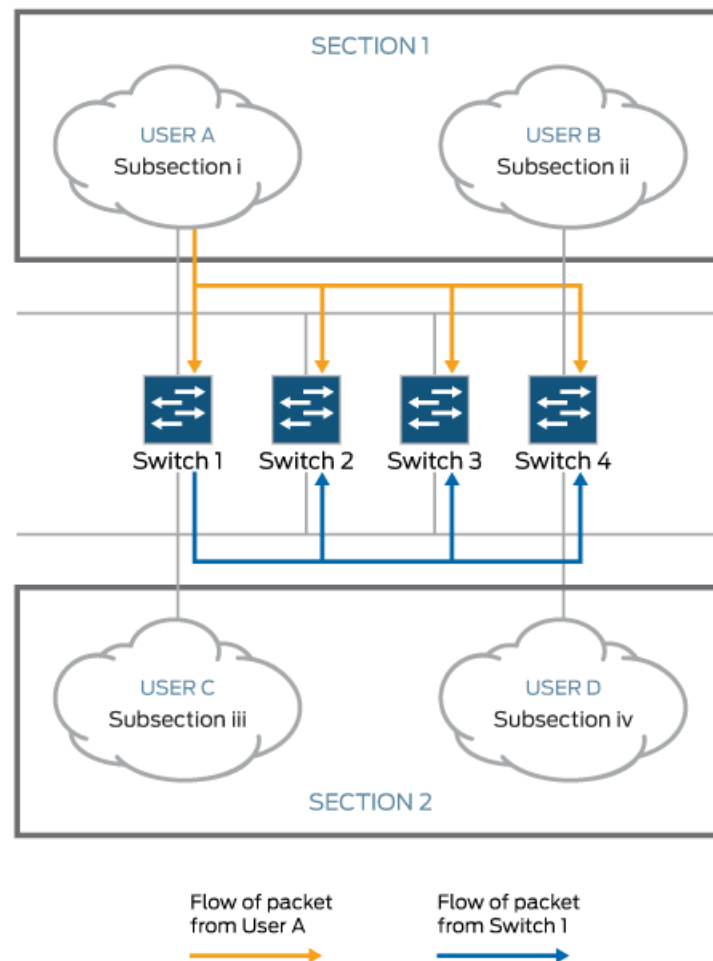 SECTION 1
USER A
Subsection i
USER B
Subsection ii
Switch 1
Switch 2
Switch 3
Switch 4
USER C
Subsection iii
USER D
Subsection iv
SECTION 2
Flow of packet
from User A
Flow of packet
from Switch 1